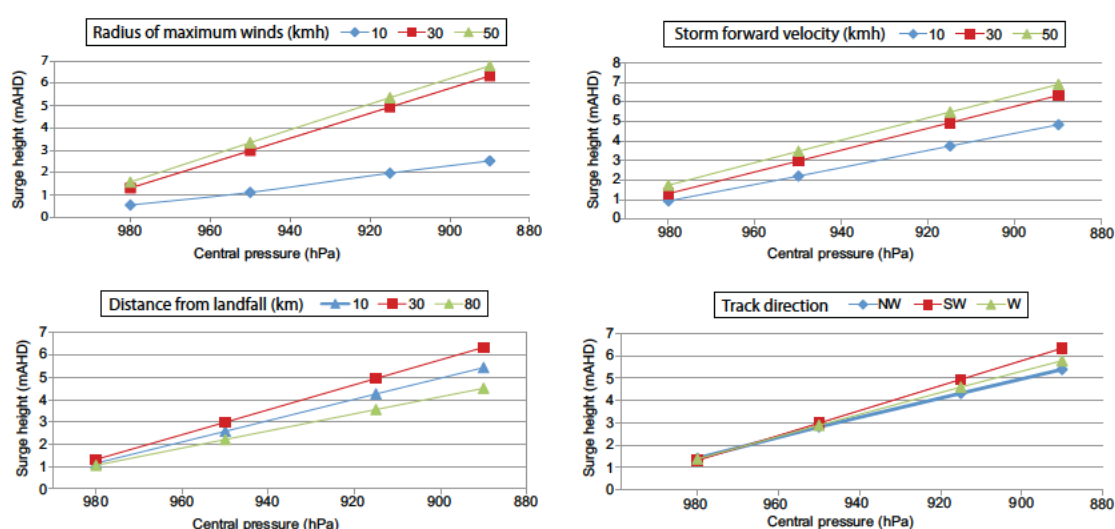 Radius of maximum winds (kmh) 10 30 50
Surge height (mAHD)
7
6
5
4
3
2
1
0
980 960 940 920 900 880
Central pressure (hPa)
Storm forward velocity (kmh) 10 30 50
Surge height (mAHD)
8
7
6
5
4
3
2
1
0
980 960 940 920 900 880
Central pressure (hPa)
Distance from landfall (km) 10 30 80
Surge height (mAHD)
7
6
5
4
3
2
1
0
980 960 940 920 900 880
Central pressure (hPa)
Track direction NW SW W
Surge height (mAHD)
7
6
5
4
3
2
1
0
980 960 940 920 900 880
Central pressure (hPa)